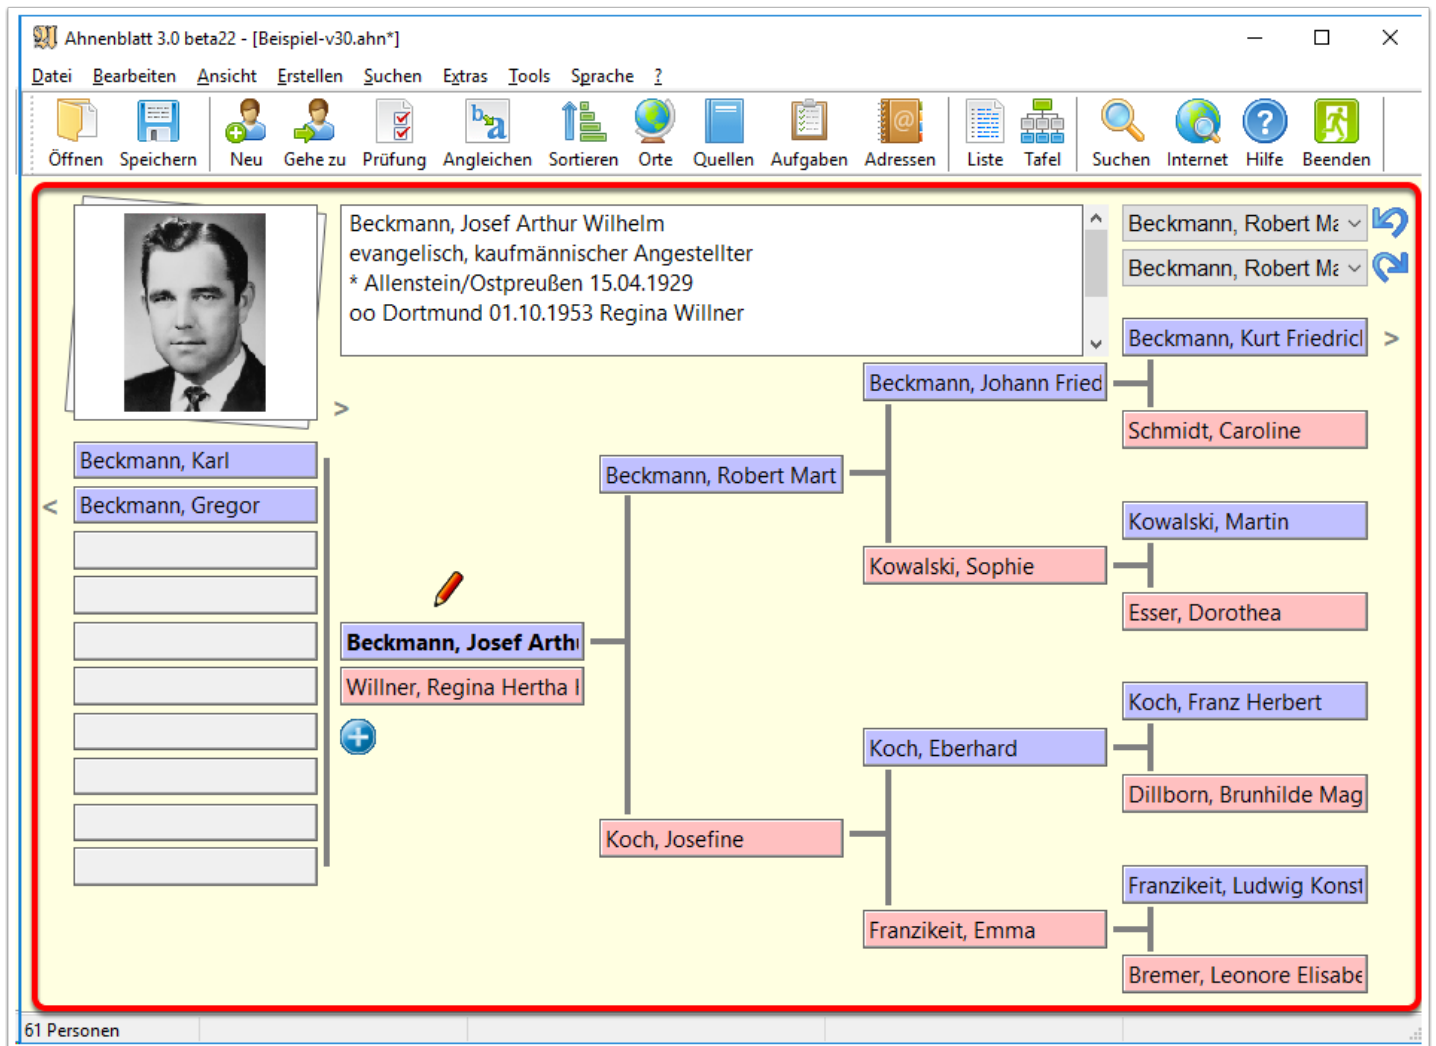 Ahnenblatt 3.0 beta22 - [Beispiel-v30.ahn*]
Datei Bearbeiten Ansicht Erstellen Suchen Extras Tools Sprache ?
Öffnen Speichern Neu Gehe zu Prüfung Angleichen Sortieren Orte Quellen Aufgaben Adressen Liste Tafel Suchen Internet Hilfe Beenden
Beckmann, Josef Arthur Wilhelm
evangelisch, kaufmännischer Angestellter
* Allenstein/Ostpreußen 15.04.1929
oo Dortmund 01.10.1953 Regina Willner
Beckmann, Robert Ma
Beckmann, Robert Ma
Beckmann, Karl
Beckmann, Gregor
Beckmann, Josef Arth
Willner, Regina Hertha
Beckmann, Robert Mart
Koch, Josefine
Beckmann, Johann Fried
Kowalski, Sophie
Koch, Eberhard
Franzikeit, Emma
Beckmann, Kurt Friedrich
Schmidt, Caroline
Kowalski, Martin
Esser, Dorothea
Koch, Franz Herbert
Dillborn, Brunhilde Mag
Franzikeit, Ludwig Konst
Bremer, Leonore Elisabe
61 Personen